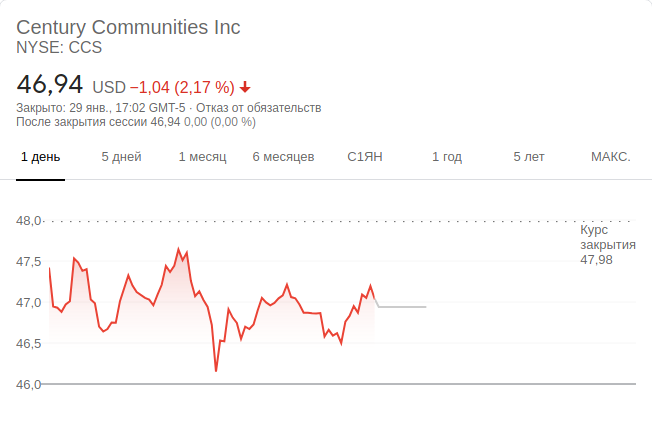 Century Communities Inc
NYSE: CCS
46,94 USD −1,04 (2,17 %)
Закрыто: 29 янв., 17:02 GMT-5 · Отказ от обязательств
После закрытия сессии 46,94 0,00 (0,00 %)
1 день 5 дней 1 месяц 6 месяцев С1ЯН 1 год 5 лет МАКС.
48,0
Курс
закрытия
47,98
47,5
47,0
46,5
46,0